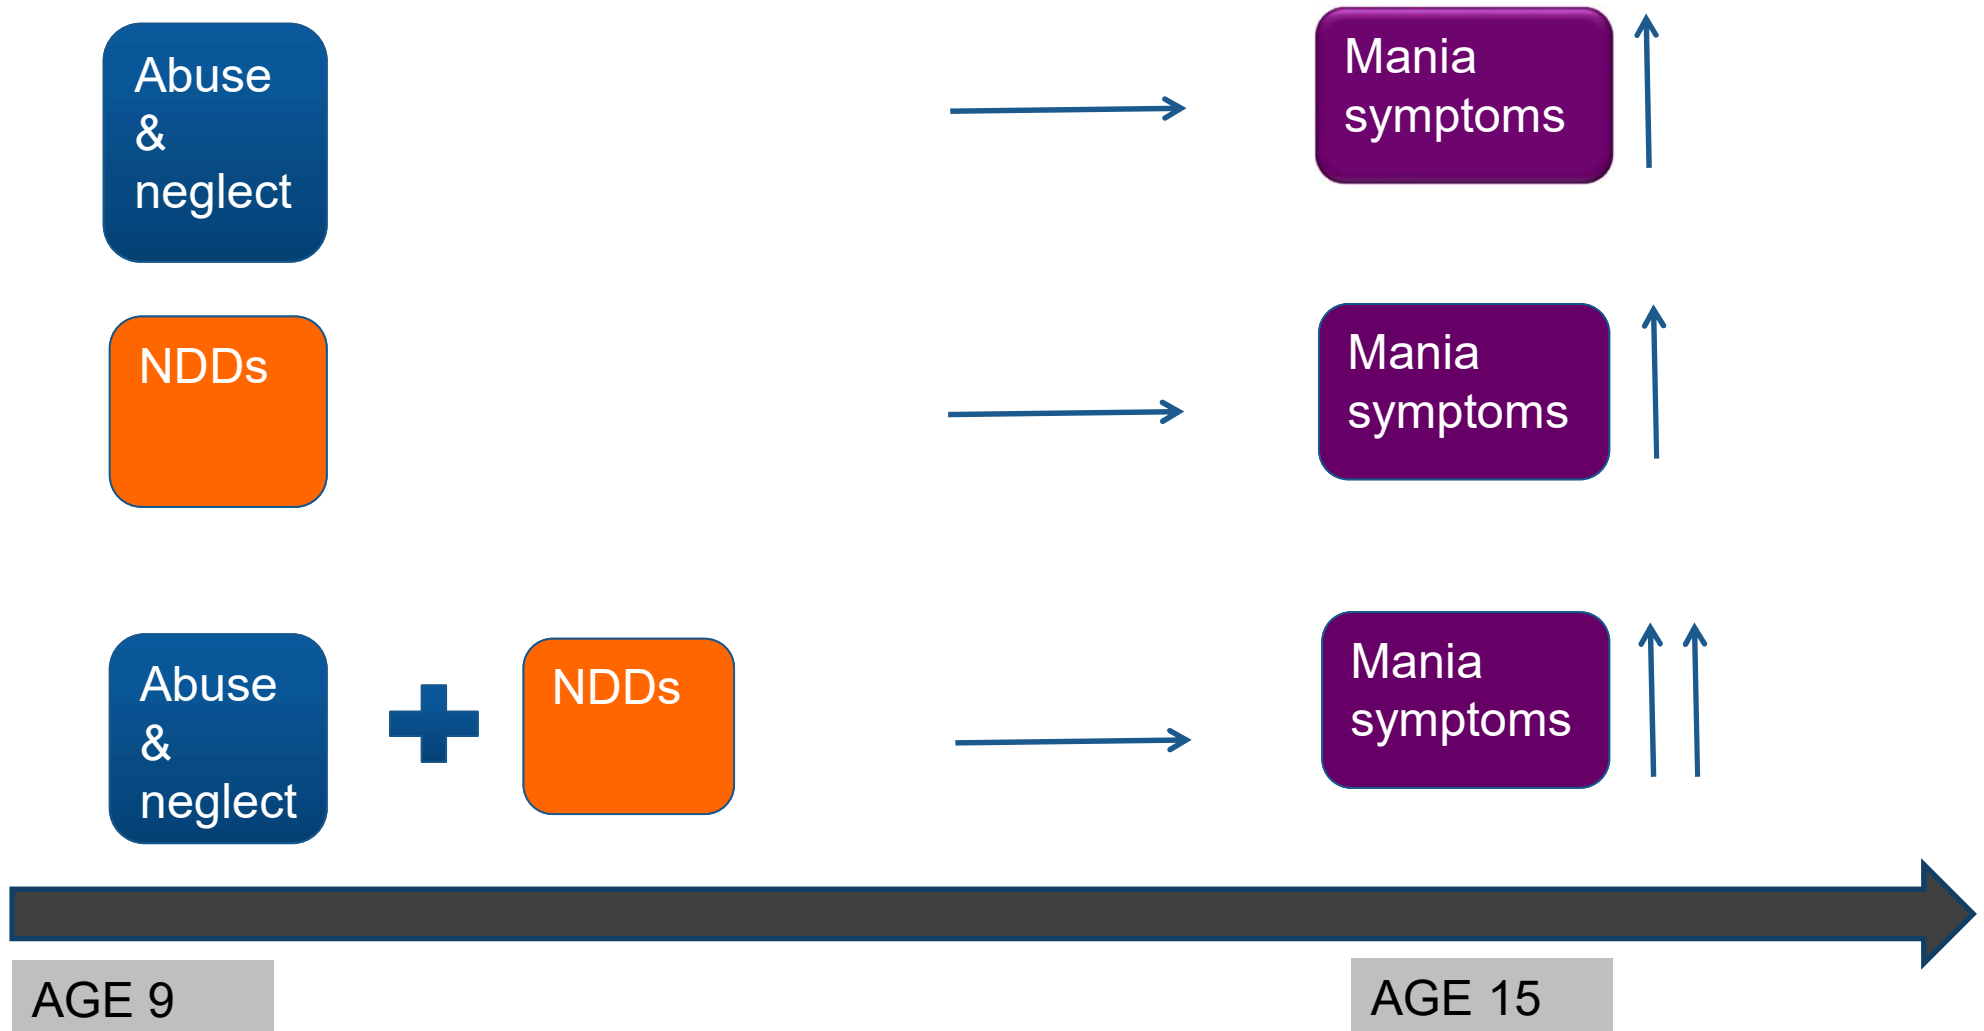 Abuse
&
neglect
Mania
symptoms
NDDs
Mania
symptoms
Abuse
&
neglect
NDDs
Mania
symptoms
AGE 9
AGE 15